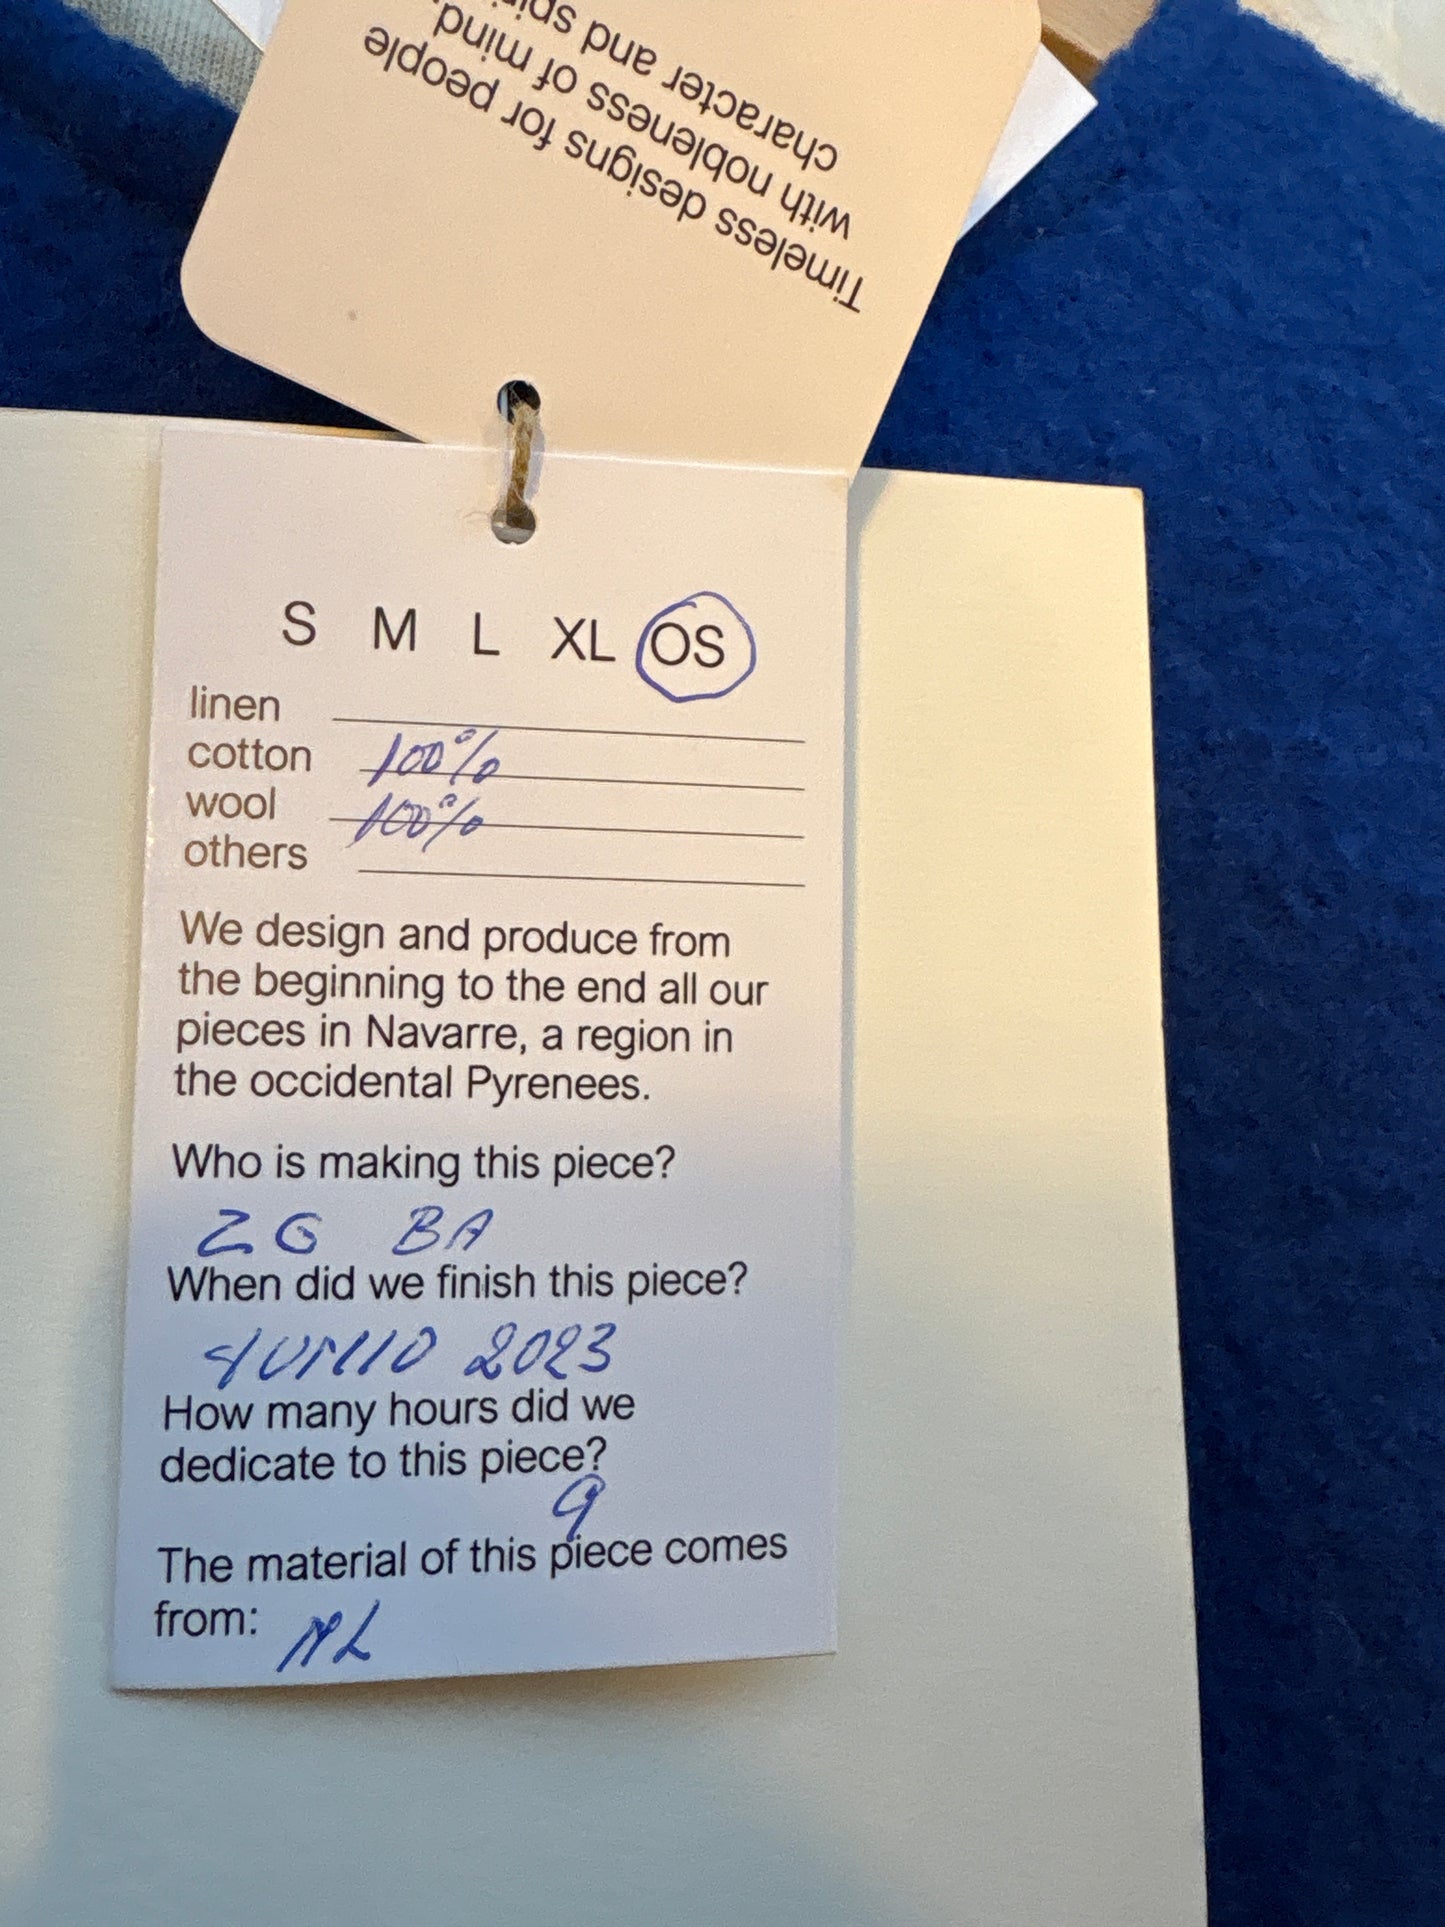 Timeless designs for people
with nobleness of mind
character and
S M L XL OS
linen
cotton 100%
wool 100%
others
We design and produce from
the beginning to the end all our
pieces in Navarre, a region in
the occidental Pyrenees.
Who is making this piece?
ZG BA
When did we finish this piece?
JUNIO 2023
How many hours did we
dedicate to this piece?
9
The material of this piece comes
from: NL